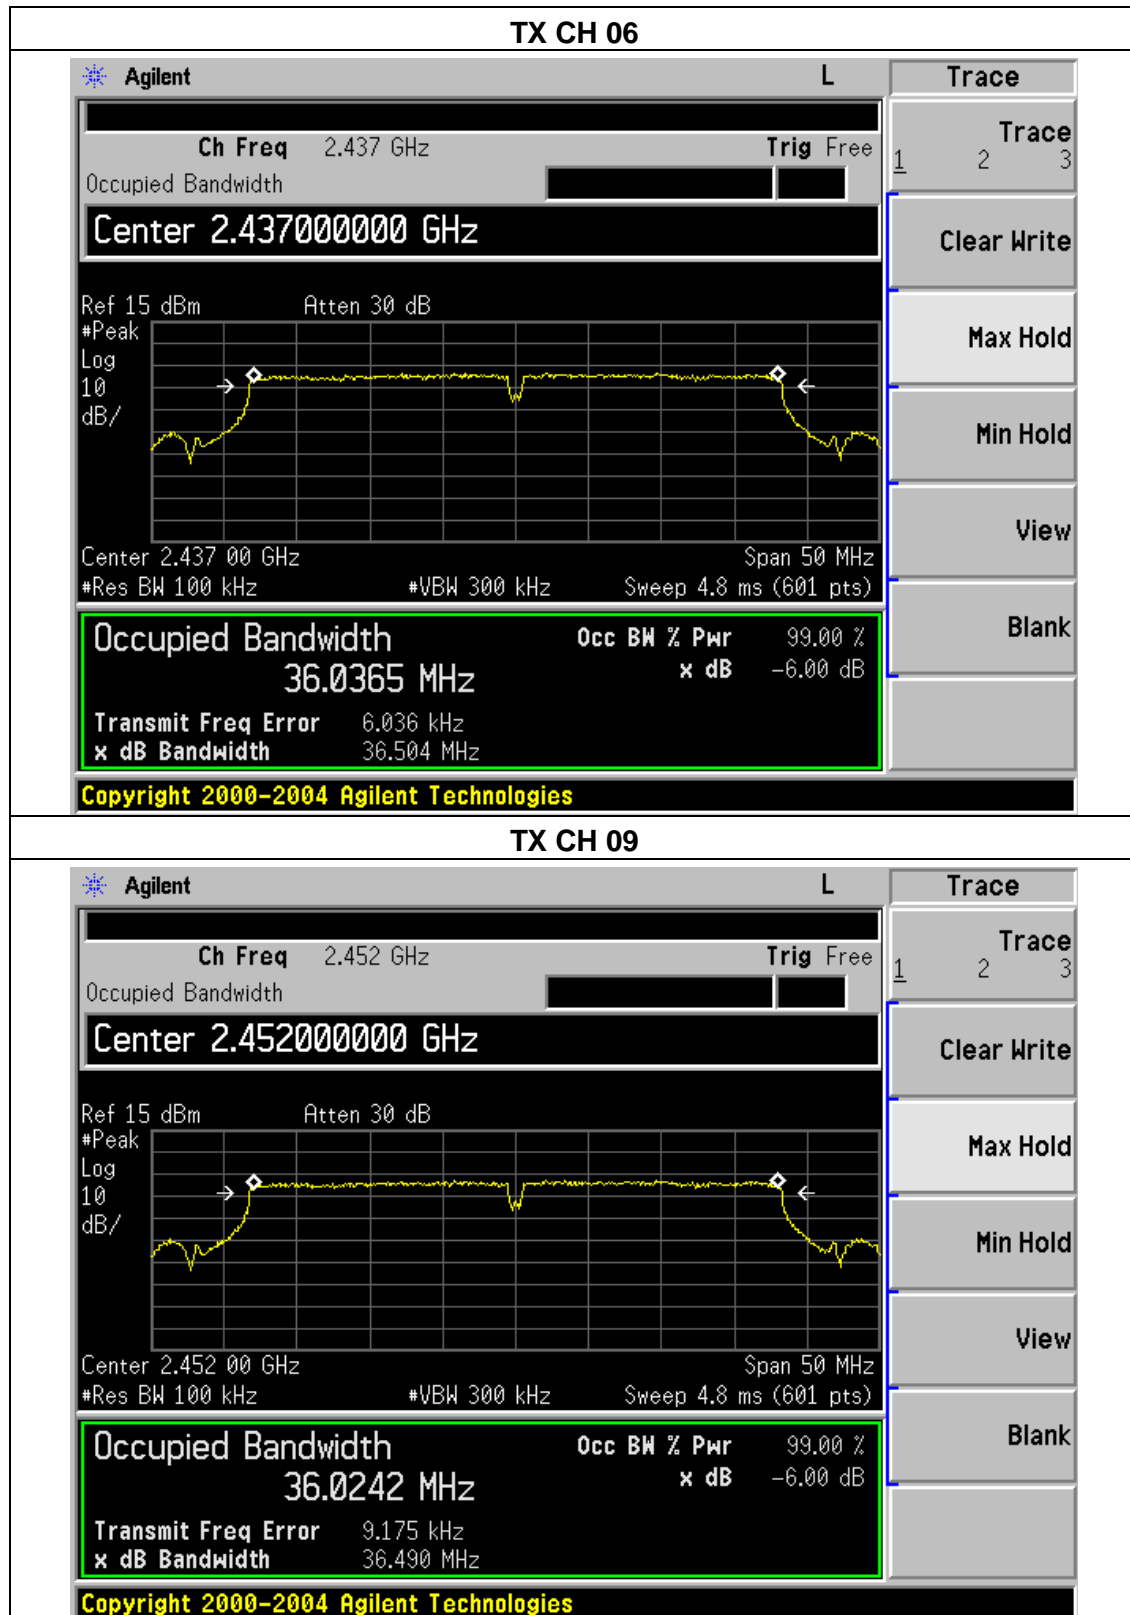 TX CH 06
Agilent L Trace
Ch Freq 2.437 GHz Trig Free
Occupied Bandwidth
Center 2.437000000 GHz
Ref 15 dBm Atten 30 dB
#Peak
Log
10
dB/
Center 2.437 00 GHz Span 50 MHz
#Res BW 100 kHz #VBW 300 kHz Sweep 4.8 ms (601 pts)
Occupied Bandwidth Occ BW % Pwr 99.00 %
36.0365 MHz x dB -6.00 dB
Transmit Freq Error 6.036 kHz
x dB Bandwidth 36.504 MHz
Trace
1 2 3
Clear Write
Max Hold
Min Hold
View
Blank
Copyright 2000-2004 Agilent Technologies
TX CH 09
Agilent L Trace
Ch Freq 2.452 GHz Trig Free
Occupied Bandwidth
Center 2.452000000 GHz
Ref 15 dBm Atten 30 dB
#Peak
Log
10
dB/
Center 2.452 00 GHz Span 50 MHz
#Res BW 100 kHz #VBW 300 kHz Sweep 4.8 ms (601 pts)
Occupied Bandwidth Occ BW % Pwr 99.00 %
36.0242 MHz x dB -6.00 dB
Transmit Freq Error 9.175 kHz
x dB Bandwidth 36.490 MHz
Trace
1 2 3
Clear Write
Max Hold
Min Hold
View
Blank
Copyright 2000-2004 Agilent Technologies